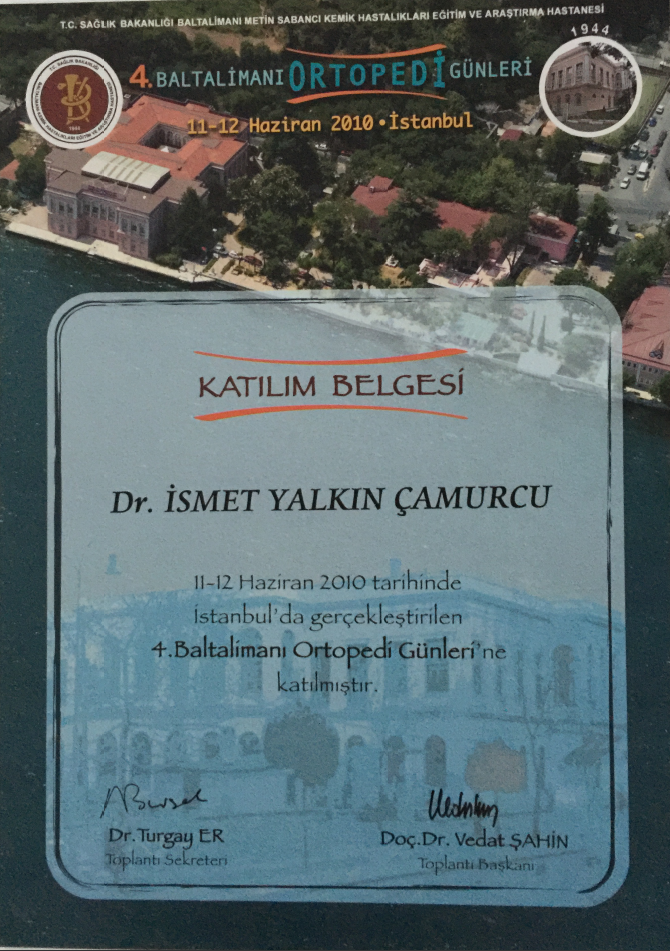 T.C. SAĞLIK BAKANLIĞI BALTALİMANI METİN SABANCI KEMİK HASTALIKLARI EĞİTİM VE ARAŞTIRMA HASTANESİ
1944
4. BALTALİMANI ORTOPEDİ GÜNLERİ
11-12 Haziran 2010 • İstanbul
KATILIM BELGESİ
Dr. İSMET YALKIN ÇAMURCU
11-12 Haziran 2010 tarihinde
İstanbul'da gerçekleştirilen
4.Baltalimanı Ortopedi Günleri'ne
katılmıştır.
Dr. Turgay ER
Toplantı Sekreteri
Doç.Dr. Vedat ŞAHİN
Toplantı Başkanı